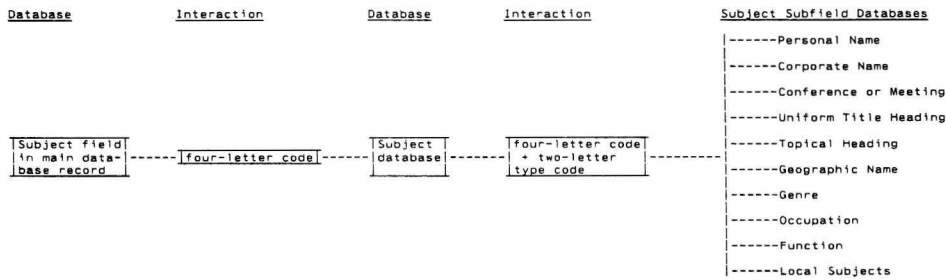 Database Interaction Database Interaction Subject Subfield Databases
Personal Name
Corporate Name
Conference or Meeting
Uniform Title Heading
Subject field
in main data-
base record
four-letter code
Subject
database
four-letter code
+ two-letter
type code
Topical Heading
Geographic Name
Genre
Occupation
Function
Local Subjects